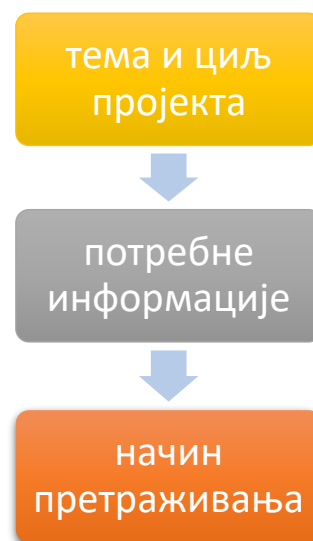 тема и циљ
пројекта
потребне
информације
начин
претраживања